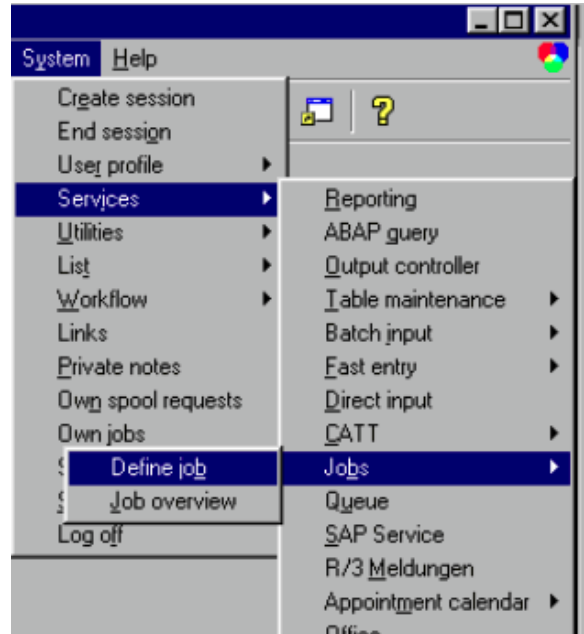 System Help
Create session
End session
User profile
Services
Utilities
List
Workflow
Links
Private notes
Own spool requests
Own jobs
S
S
Log off
Reporting
ABAP query
Output controller
Table maintenance
Batch input
Fast entry
Direct input
CATT
Jobs
Queue
SAP Service
R/3 Meldungen
Appointment calendar
Office
Define job
Job overview